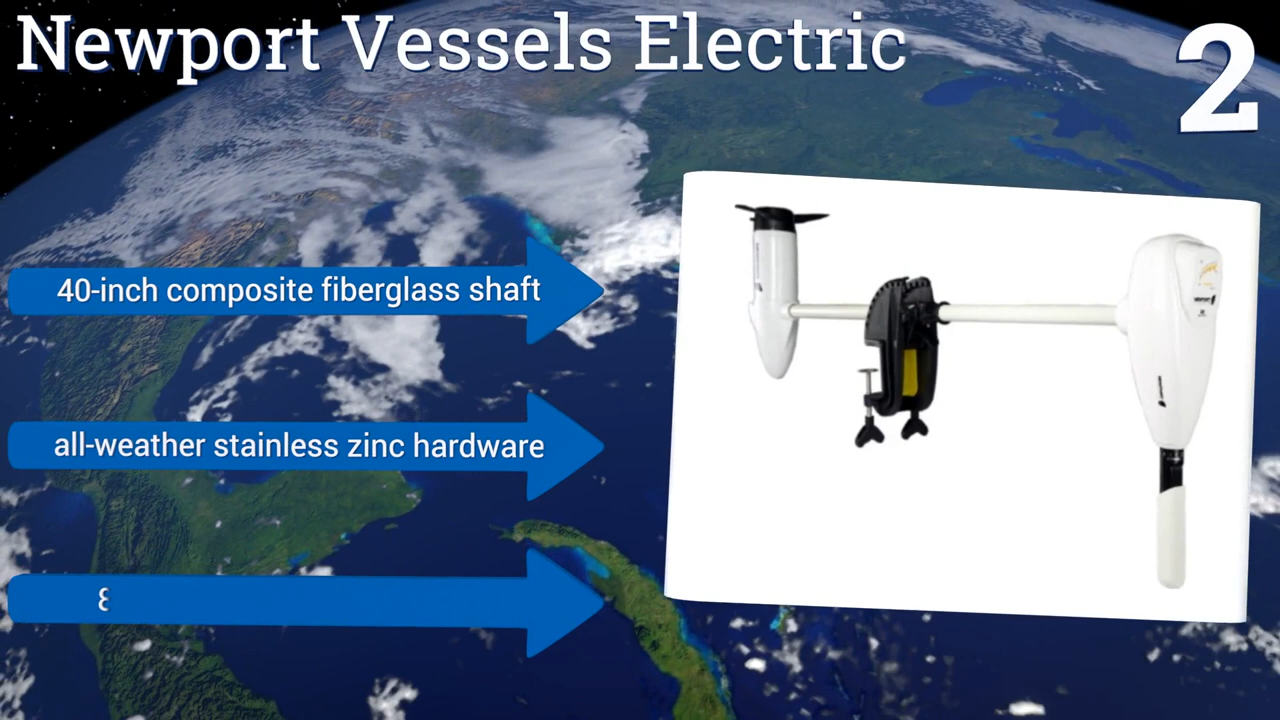 Newport Vessels Electric
2
40-inch composite fiberglass shaft
all-weather stainless zinc hardware